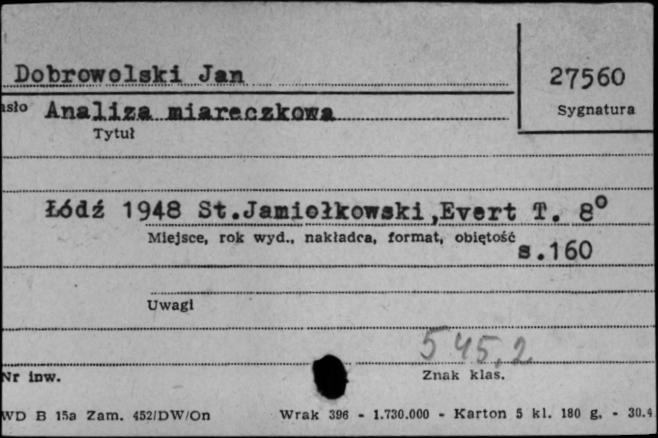 Dobrowolski Jan
27560
asło Analiza miareczkowa
Sygnatura
Tytuł
Łódź 1948 St.Jamiołkowski,Evert T. 8°
Miejsce, rok wyd., nakładca, format, objętość
s.160
Uwagi
545,2
Nr inw.
Znak klas.
WD B 15a Zam. 452/DW/On Wrak 396 - 1.730.000 - Karton 5 kl. 180 g. - 30.4